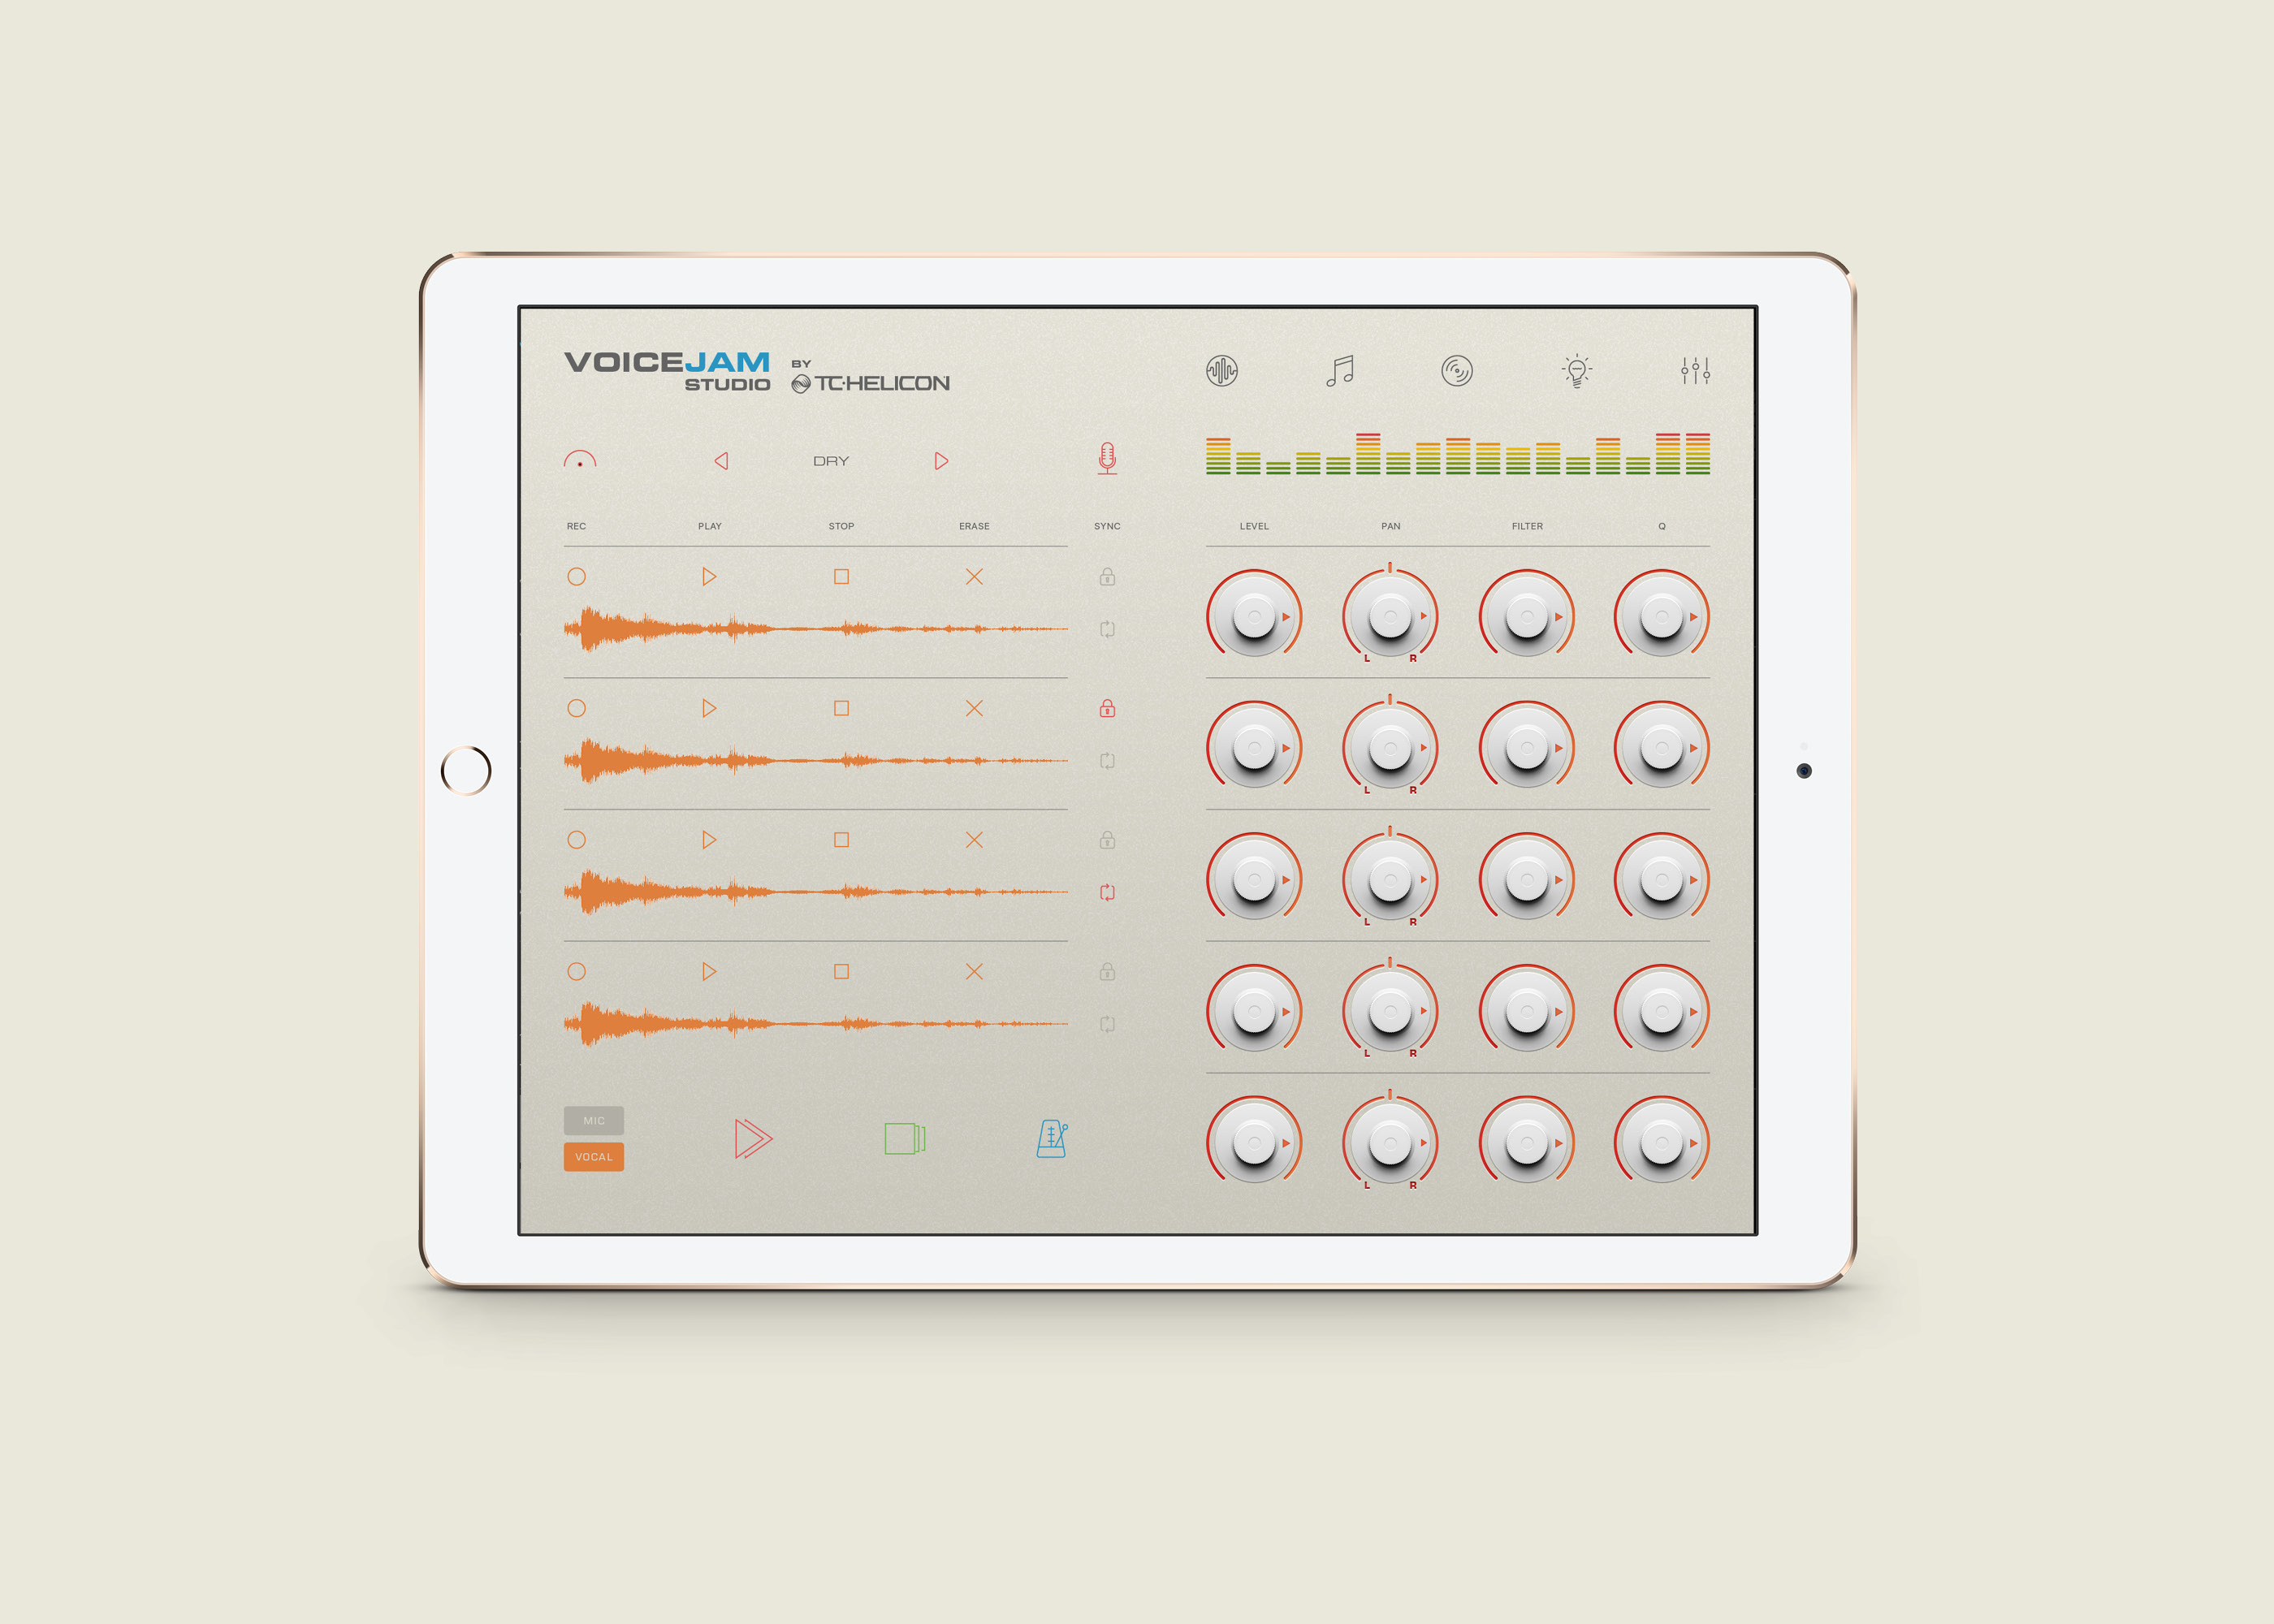 VOICEJAM
STUDIO
BY
TC·HELICON
DRY
REC PLAY STOP ERASE SYNC LEVEL PAN FILTER Q
L R
L R
L R
L R
L R
MIC
VOCAL